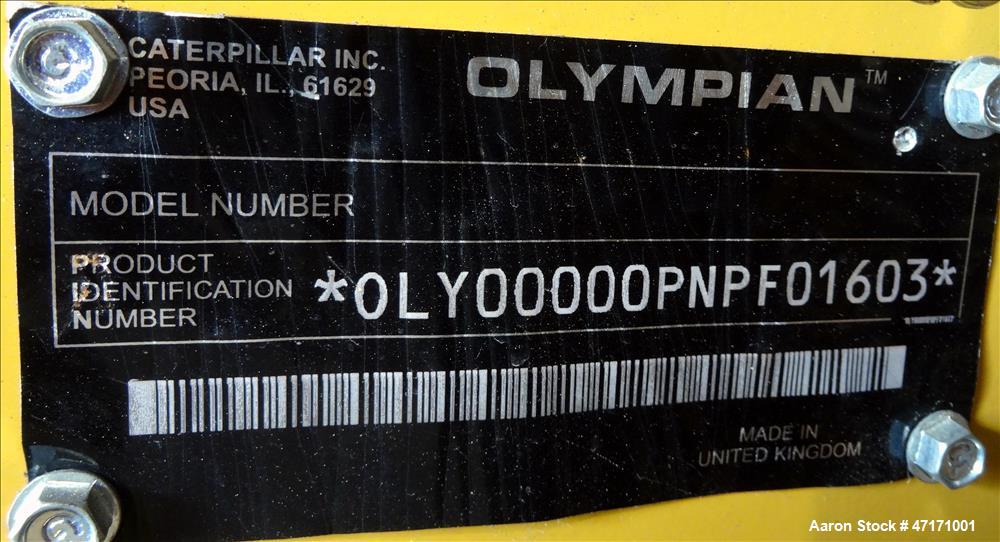 CATERPILLAR INC.
PEORIA, IL., 61629
USA
OLYMPIAN™
MODEL NUMBER
PRODUCT
IDENTIFICATION
NUMBER
*OLY00000PNPF01603*
MADE IN
UNITED KINGDOM
Aaron Stock # 47171001